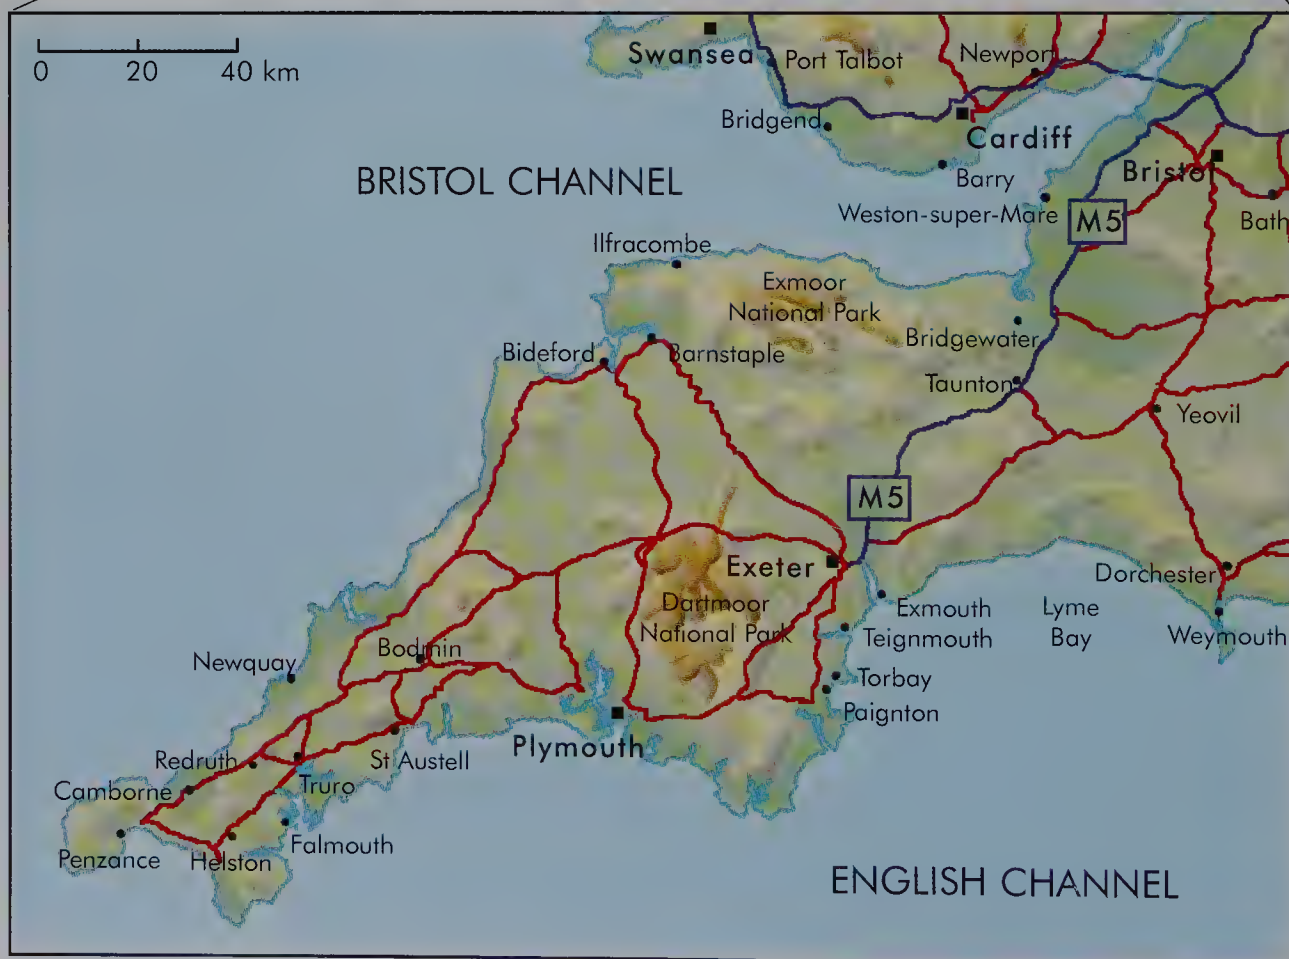 0 20 40 km
Swansea
Port Talbot
Newport
Bridgend
Cardiff
Barry
BRISTOL CHANNEL
Bristol
Weston-super-Mare
M5
Bath
Ilfracombe
Exmoor
National Park
Bridgewater
Bideford
Barnstaple
Taunton
Yeovil
M5
Exeter
Dorchester
Dartmoor
National Park
Exmouth
Lyme
Bay
Teignmouth
Weymouth
Bodmin
Newquay
Torbay
Paignton
Plymouth
St Austell
Redruth
Truro
Camborne
Falmouth
Penzance
Helston
ENGLISH CHANNEL